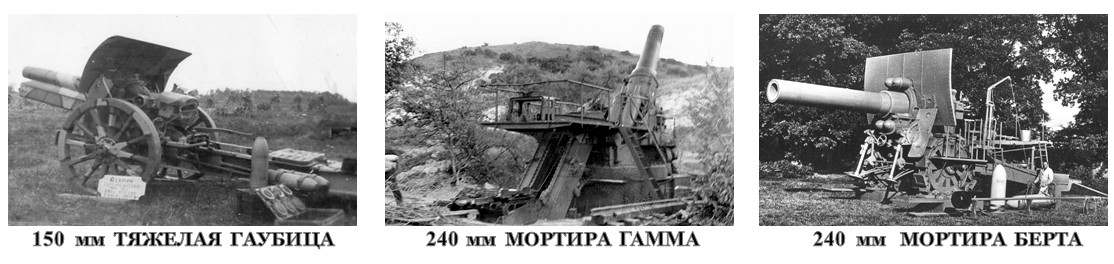 150 мм ТЯЖЕЛАЯ ГАУБИЦА
240 мм МОРТИРА ГАММА
240 мм МОРТИРА БЕРТА